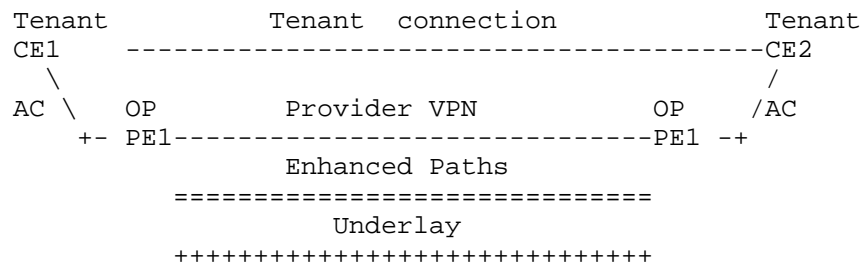 Tenant Tenant connection Tenant
CE1 ----------------------------------------CE2
\ /
AC \ OP Provider VPN OP /AC
+- PE1------------------------------PE1 -+
Enhanced Paths
==============================
Underlay
++++++++++++++++++++++++++++++